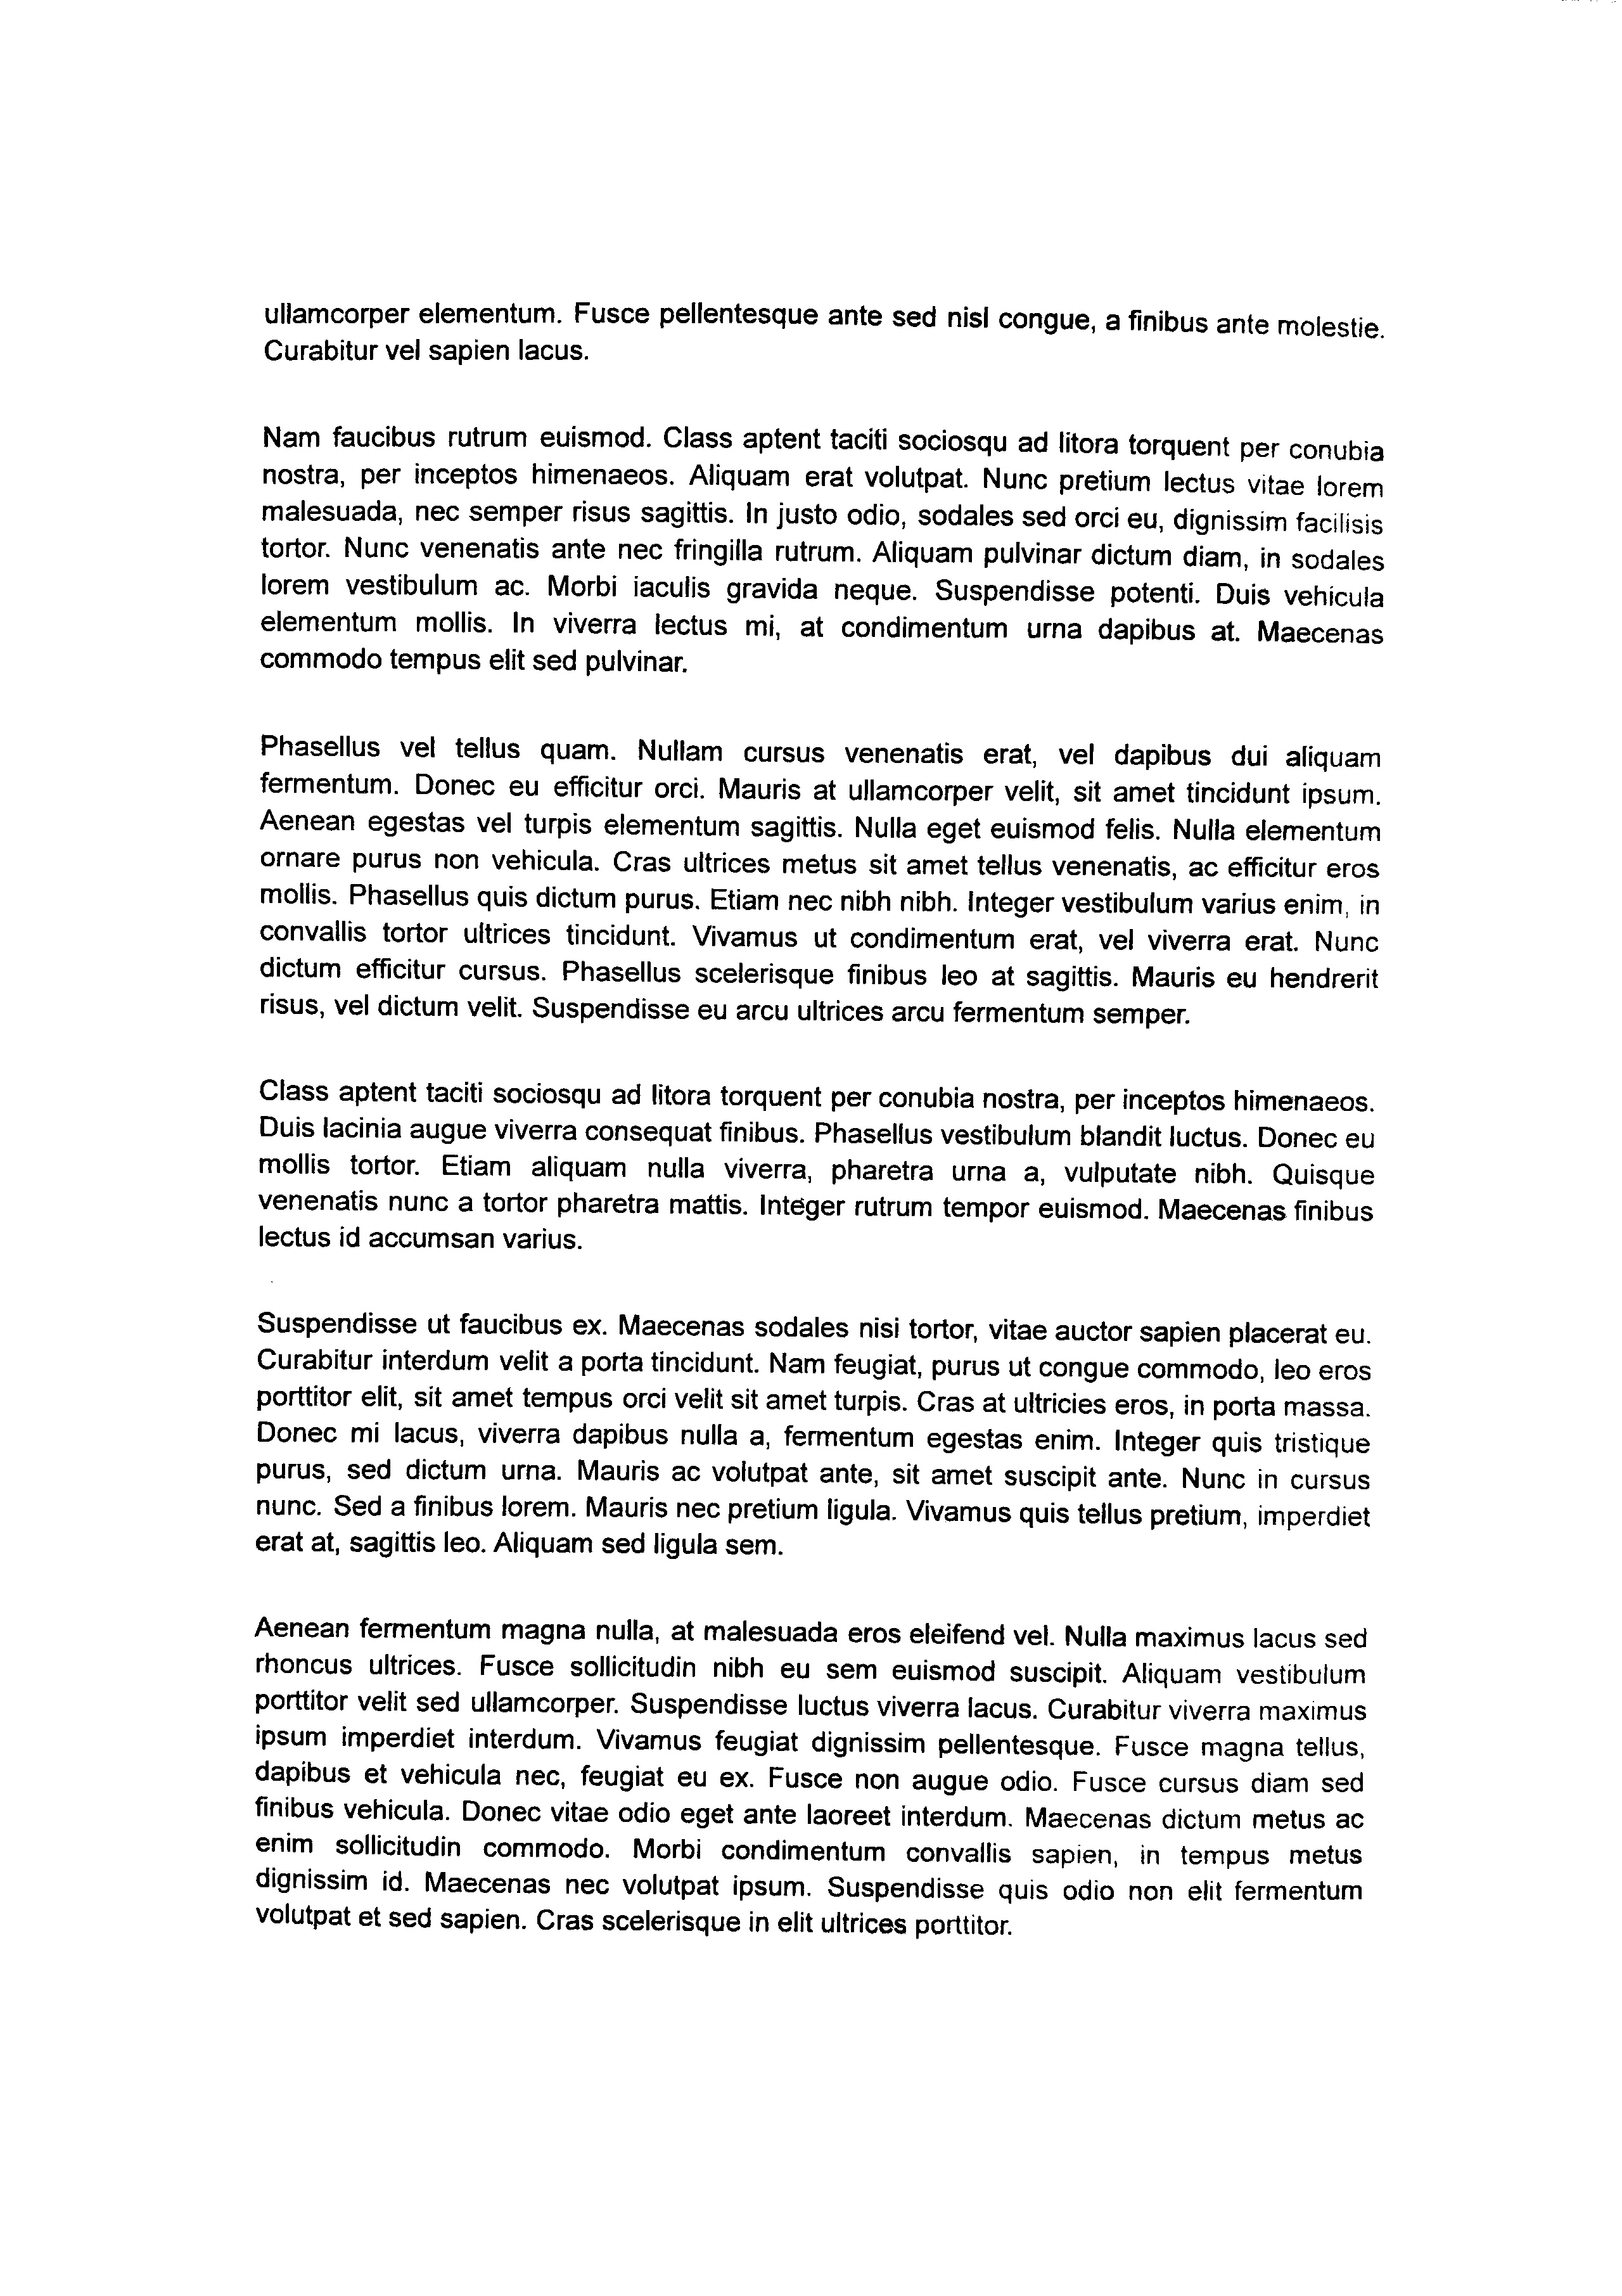 ullamcorper elementum. Fusce pellentesque ante sed nisl congue, a finibus ante molestie.
Curabitur vel sapien lacus.
Nam faucibus rutrum euismod. Class aptent taciti sociosqu ad litora torquent per conubia
nostra, per inceptos himenaeos. Aliquam erat volutpat. Nunc pretium lectus vitae lorem
malesuada, nec semper risus sagittis. In justo odio, sodales sed orci eu, dignissim facilisis
tortor. Nunc venenatis ante nec fringilla rutrum. Aliquam pulvinar dictum diam, in sodales
lorem vestibulum ac. Morbi iaculis gravida neque. Suspendisse potenti. Duis vehicula
elementum mollis. In viverra lectus mi, at condimentum urna dapibus at. Maecenas
commodo tempus elit sed pulvinar.
Phasellus vel tellus quam. Nullam cursus venenatis erat, vel dapibus dui aliquam
fermentum. Donec eu efficitur orci. Mauris at ullamcorper velit, sit amet tincidunt ipsum.
Aenean egestas vel turpis elementum sagittis. Nulla eget euismod felis. Nulla elementum
ornare purus non vehicula. Cras ultrices metus sit amet tellus venenatis, ac efficitur eros
mollis. Phasellus quis dictum purus. Etiam nec nibh nibh. Integer vestibulum varius enim, in
convallis tortor ultrices tincidunt. Vivamus ut condimentum erat, vel viverra erat. Nunc
dictum efficitur cursus. Phasellus scelerisque finibus leo at sagittis. Mauris eu hendrerit
risus, vel dictum velit. Suspendisse eu arcu ultrices arcu fermentum semper.
Class aptent taciti sociosqu ad litora torquent per conubia nostra, per inceptos himenaeos.
Duis lacinia augue viverra consequat finibus. Phasellus vestibulum blandit luctus. Donec eu
mollis tortor. Etiam aliquam nulla viverra, pharetra urna a, vulputate nibh. Quisque
venenatis nunc a tortor pharetra mattis. Integer rutrum tempor euismod. Maecenas finibus
lectus id accumsan varius.
Suspendisse ut faucibus ex. Maecenas sodales nisi tortor, vitae auctor sapien placerat eu.
Curabitur interdum velit a porta tincidunt. Nam feugiat, purus ut congue commodo, leo eros
porttitor elit, sit amet tempus orci velit sit amet turpis. Cras at ultricies eros, in porta massa.
Donec mi lacus, viverra dapibus nulla a, fermentum egestas enim. Integer quis tristique
purus, sed dictum urna. Mauris ac volutpat ante, sit amet suscipit ante. Nunc in cursus
nunc. Sed a finibus lorem. Mauris nec pretium ligula. Vivamus quis tellus pretium, imperdiet
erat at, sagittis leo. Aliquam sed ligula sem.
Aenean fermentum magna nulla, at malesuada eros eleifend vel. Nulla maximus lacus sed
rhoncus ultrices. Fusce sollicitudin nibh eu sem euismod suscipit. Aliquam vestibulum
porttitor velit sed ullamcorper. Suspendisse luctus viverra lacus. Curabitur viverra maximus
ipsum imperdiet interdum. Vivamus feugiat dignissim pellentesque. Fusce magna tellus,
dapibus et vehicula nec, feugiat eu ex. Fusce non augue odio. Fusce cursus diam sed
finibus vehicula. Donec vitae odio eget ante laoreet interdum. Maecenas dictum metus ac
enim sollicitudin commodo. Morbi condimentum convallis sapien, in tempus metus
dignissim id. Maecenas nec volutpat ipsum. Suspendisse quis odio non elit fermentum
volutpat et sed sapien. Cras scelerisque in elit ultrices porttitor.